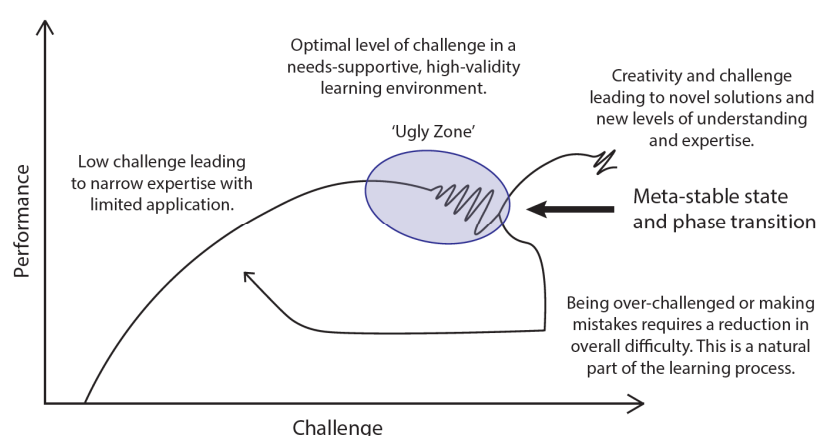 Optimal level of challenge in a
needs-supportive, high-validity
learning environment.
Creativity and challenge
leading to novel solutions and
new levels of understanding
and expertise.
'Ugly Zone'
Low challenge leading
to narrow expertise with
limited application.
Meta-stable state
and phase transition
Performance
Being over-challenged or making
mistakes requires a reduction in
overall difficulty. This is a natural
part of the learning process.
Challenge